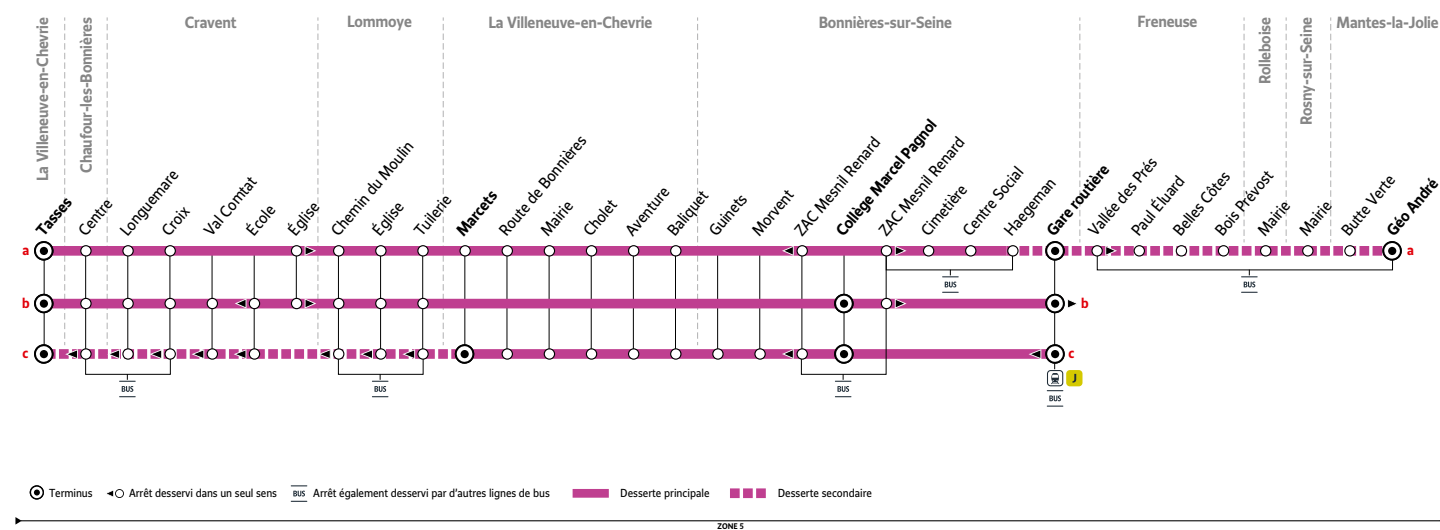 La Villeneuve-en-Chevrie
Chaufour-les-Bonnières
Cravent
Lommoye
La Villeneuve-en-Chevrie
Bonnières-sur-Seine
Freneuse
Rolleboise
Rosny-sur-Seine
Mantes-la-Jolie
Tasses
Centre
Longuemare
Croix
Val Comtat
École
Église
Chemin du Moulin
Église
Tuilerie
Marcets
Route de Bonnières
Mairie
Cholet
Aventure
Baliquet
Guinets
Morvent
ZAC Mesnil Renard
Collège Marcel Pagnol
ZAC Mesnil Renard
Cimetière
Centre Social
Haegeman
Gare routière
Vallée des Prés
Paul Éluard
Belles Côtes
Bois Prévost
Mairie
Mairie
Butte Verte
Géo André
a
a
BUS
BUS
b
b
c
c
BUS
BUS
BUS
J
BUS
Terminus
Arrêt desservi dans un seul sens
BUS
Arrêt également desservi par d'autres lignes de bus
Desserte principale
Desserte secondaire
ZONE 5